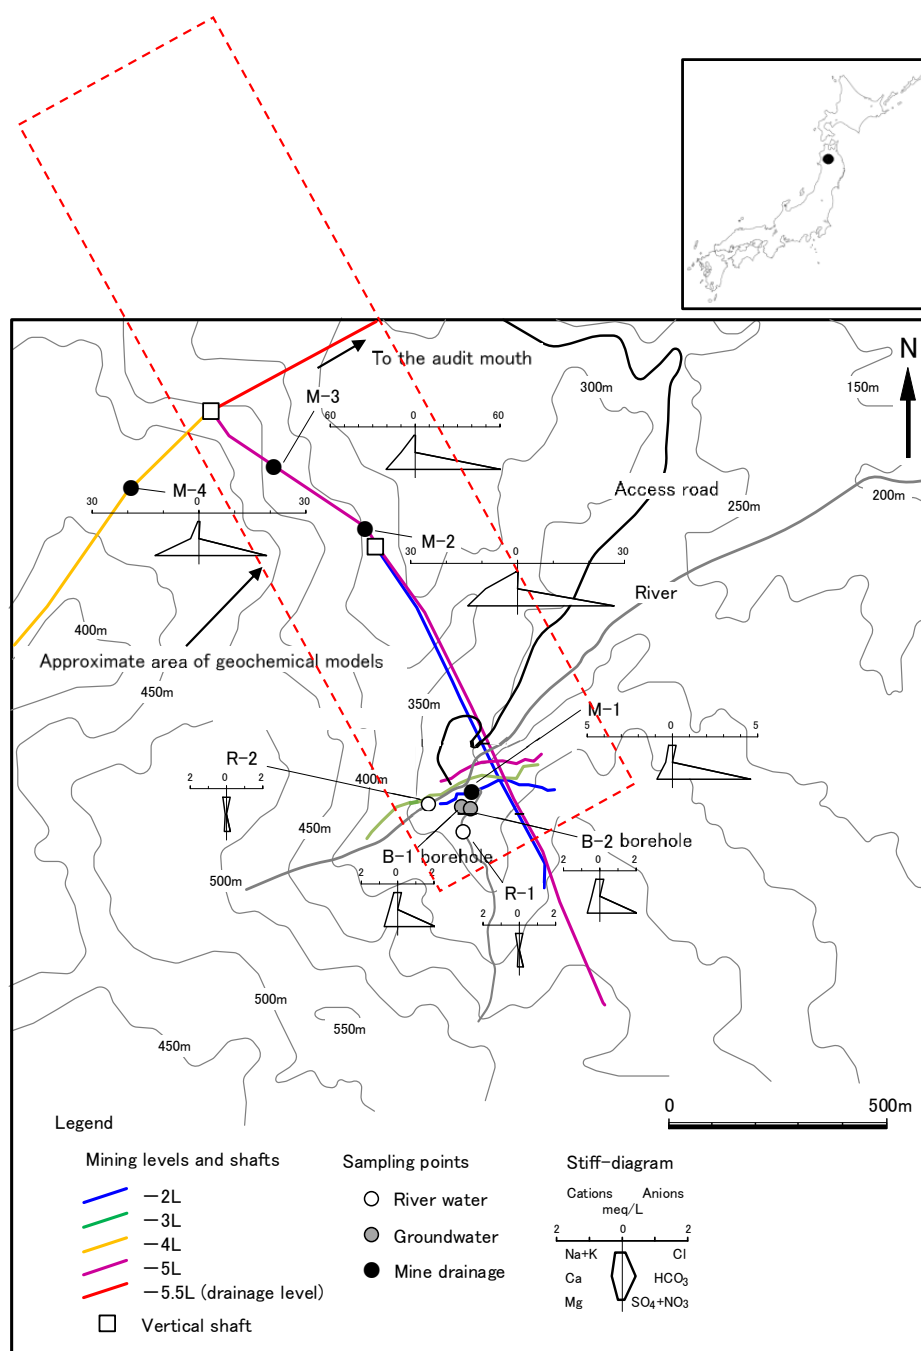 N
To the audit mouth
M-3
60 0 60
300m
150m
Access road
200m
250m
M-4
30 0 30
M-2
30 0 30
River
400m
Approximate area of geochemical models
450m
350m
M-1
5 0 5
R-2
2 0 2
400m
450m
B-1 borehole
B-2 borehole
500m
2 0 2
R-1
2 0 2
2 0 2
500m
550m
450m
0 500m
Legend
Mining levels and shafts
−2L
−3L
−4L
−5L
−5.5L (drainage level)
Vertical shaft
Sampling points
River water
Groundwater
Mine drainage
Stiff-diagram
Cations Anions
meq/L
2 0 2
Na+K Cl
Ca HCO3
Mg SO4+NO3